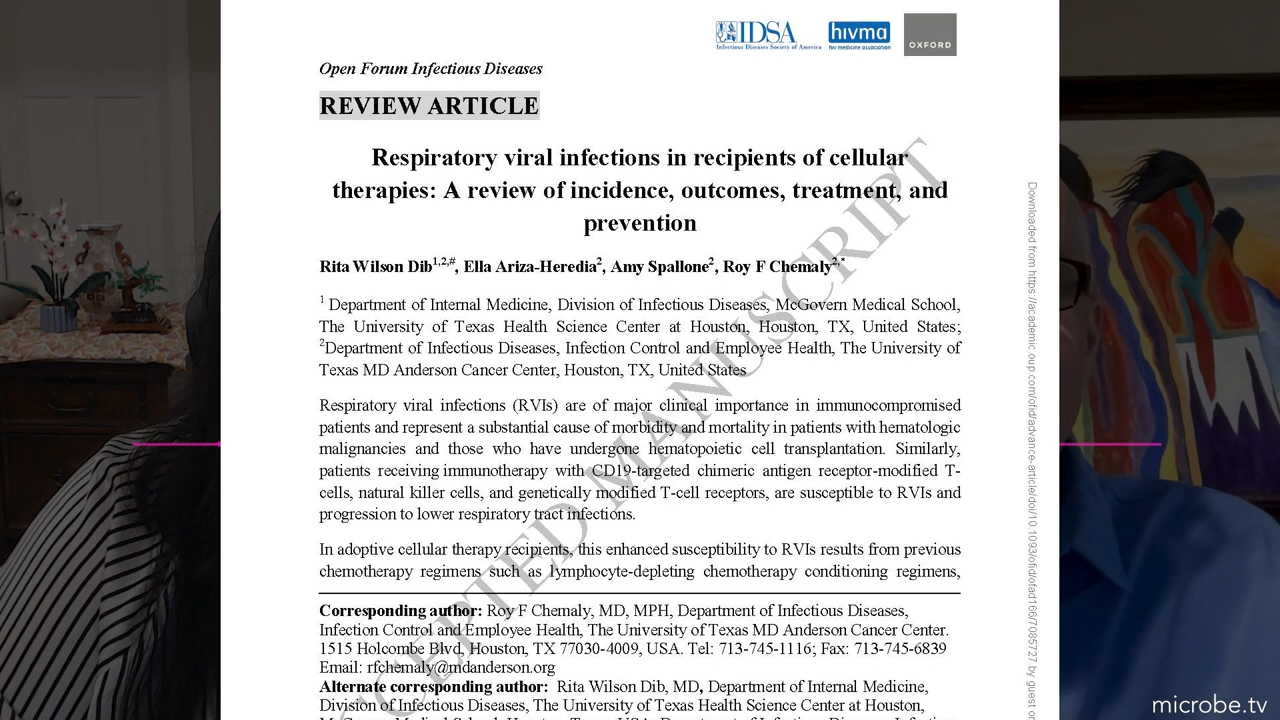 IDSA
Infectious Diseases Society of America
hivma
hiv medicine association
OXFORD
Open Forum Infectious Diseases
REVIEW ARTICLE
Respiratory viral infections in recipients of cellular
therapies: A review of incidence, outcomes, treatment, and
prevention
Rita Wilson Dib1,2,#, Ella Ariza-Heredia2, Amy Spallone2, Roy F Chemaly2,*
1 Department of Internal Medicine, Division of Infectious Diseases, McGovern Medical School,
The University of Texas Health Science Center at Houston, Houston, TX, United States;
2Department of Infectious Diseases, Infection Control and Employee Health, The University of
Texas MD Anderson Cancer Center, Houston, TX, United States
Respiratory viral infections (RVIs) are of major clinical importance in immunocompromised
patients and represent a substantial cause of morbidity and mortality in patients with hematologic
malignancies and those who have undergone hematopoietic cell transplantation. Similarly,
patients receiving immunotherapy with CD19-targeted chimeric antigen receptor-modified T-
cells, natural killer cells, and genetically modified T-cell receptors, are susceptible to RVIs and
progression to lower respiratory tract infections.
In adoptive cellular therapy recipients, this enhanced susceptibility to RVIs results from previous
chemotherapy regimens such as lymphocyte-depleting chemotherapy conditioning regimens,
Corresponding author: Roy F Chemaly, MD, MPH, Department of Infectious Diseases,
Infection Control and Employee Health, The University of Texas MD Anderson Cancer Center.
1515 Holcombe Blvd, Houston, TX 77030-4009, USA. Tel: 713-745-1116; Fax: 713-745-6839
Email: rfchemaly@mdanderson.org
Alternate corresponding author: Rita Wilson Dib, MD, Department of Internal Medicine,
Division of Infectious Diseases, The University of Texas Health Science Center at Houston,
CEPTED MANUSCRIPT
Downloaded from https://academic.oup.com/ofid/advance-article/doi/10.1093/ofid/ofad166/7085727 by guest
microbe.tv